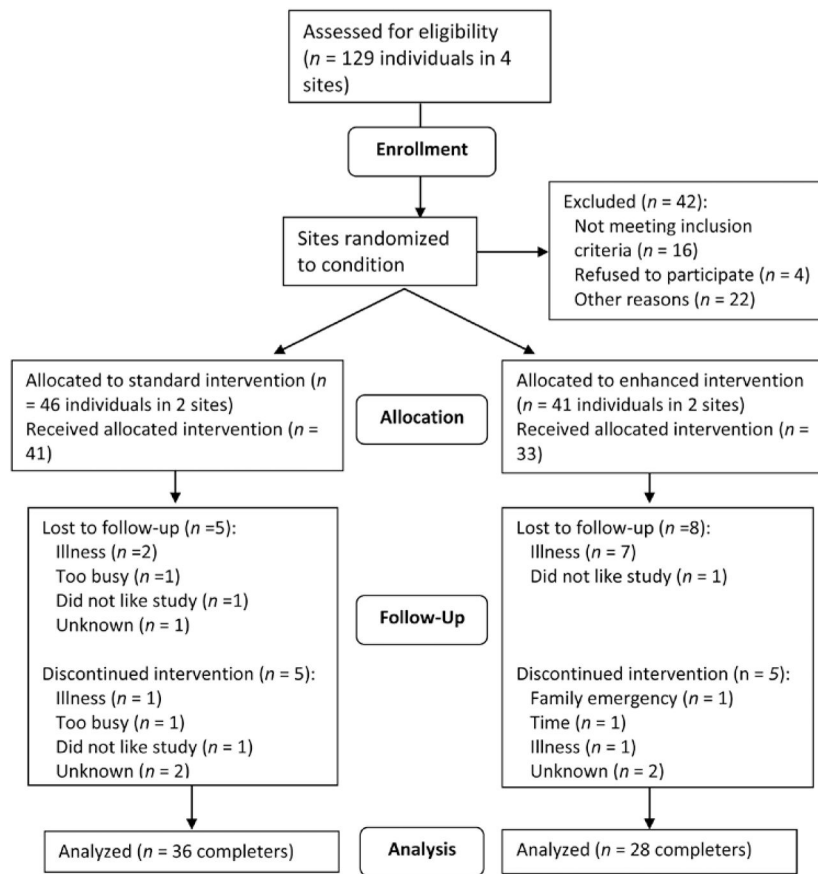 Assessed for eligibility
(n = 129 individuals in 4
sites)
Enrollment
Sites randomized
to condition
Excluded (n = 42):
Not meeting inclusion
criteria (n = 16)
Refused to participate (n = 4)
Other reasons (n = 22)
Allocated to standard intervention (n
= 46 individuals in 2 sites)
Received allocated intervention (n =
41)
Allocation
Allocated to enhanced intervention
(n = 41 individuals in 2 sites)
Received allocated intervention (n =
33)
Lost to follow-up (n =5):
Illness (n =2)
Too busy (n =1)
Did not like study (n =1)
Unknown (n = 1)
Discontinued intervention (n = 5):
Illness (n = 1)
Too busy (n = 1)
Did not like study (n = 1)
Unknown (n = 2)
Follow-Up
Lost to follow-up (n =8):
Illness (n = 7)
Did not like study (n = 1)
Discontinued intervention (n = 5):
Family emergency (n = 1)
Time (n = 1)
Illness (n = 1)
Unknown (n = 2)
Analyzed (n = 36 completers)
Analysis
Analyzed (n = 28 completers)